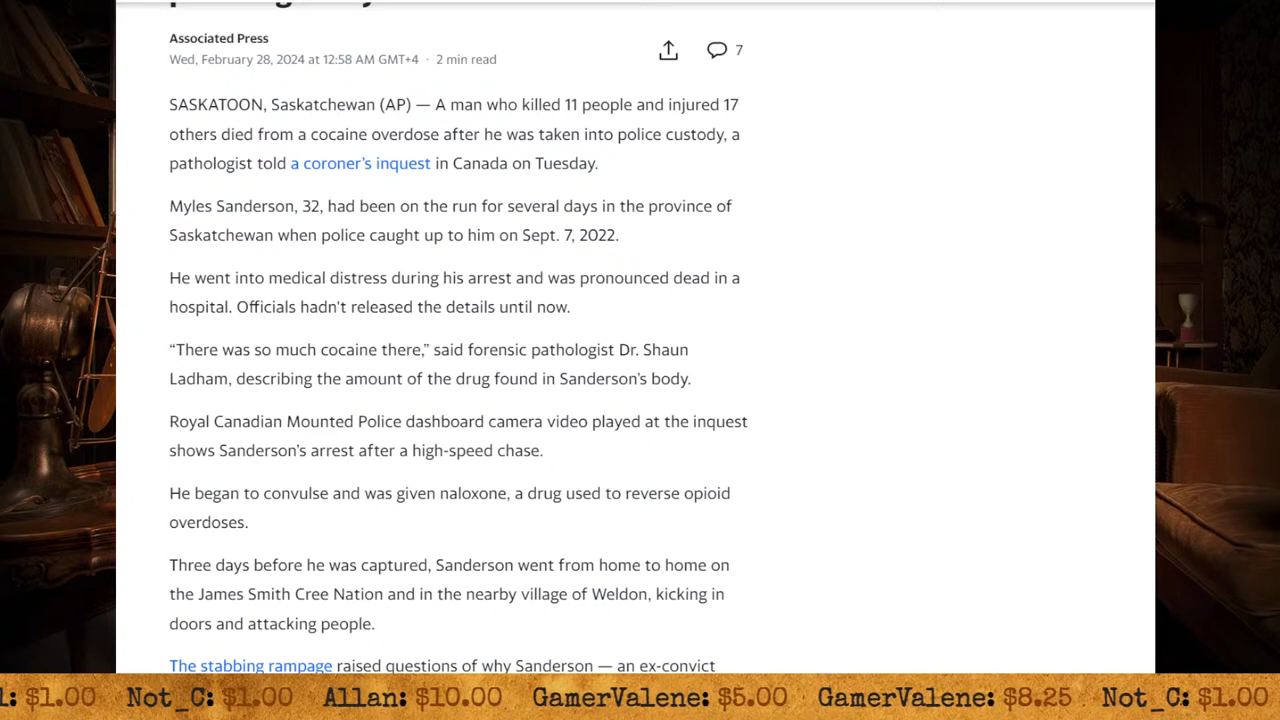 Associated Press
Wed, February 28, 2024 at 12:58 AM GMT+4 · 2 min read
7
SASKATOON, Saskatchewan (AP) — A man who killed 11 people and injured 17
others died from a cocaine overdose after he was taken into police custody, a
pathologist told a coroner’s inquest in Canada on Tuesday.
Myles Sanderson, 32, had been on the run for several days in the province of
Saskatchewan when police caught up to him on Sept. 7, 2022.
He went into medical distress during his arrest and was pronounced dead in a
hospital. Officials hadn't released the details until now.
“There was so much cocaine there,” said forensic pathologist Dr. Shaun
Ladham, describing the amount of the drug found in Sanderson’s body.
Royal Canadian Mounted Police dashboard camera video played at the inquest
shows Sanderson’s arrest after a high-speed chase.
He began to convulse and was given naloxone, a drug used to reverse opioid
overdoses.
Three days before he was captured, Sanderson went from home to home on
the James Smith Cree Nation and in the nearby village of Weldon, kicking in
doors and attacking people.
The stabbing rampage raised questions of why Sanderson — an ex-convict
: $1.00 Not_C: $1.00 Allan: $10.00 GamerValene: $5.00 GamerValene: $8.25 Not_C: $1.00